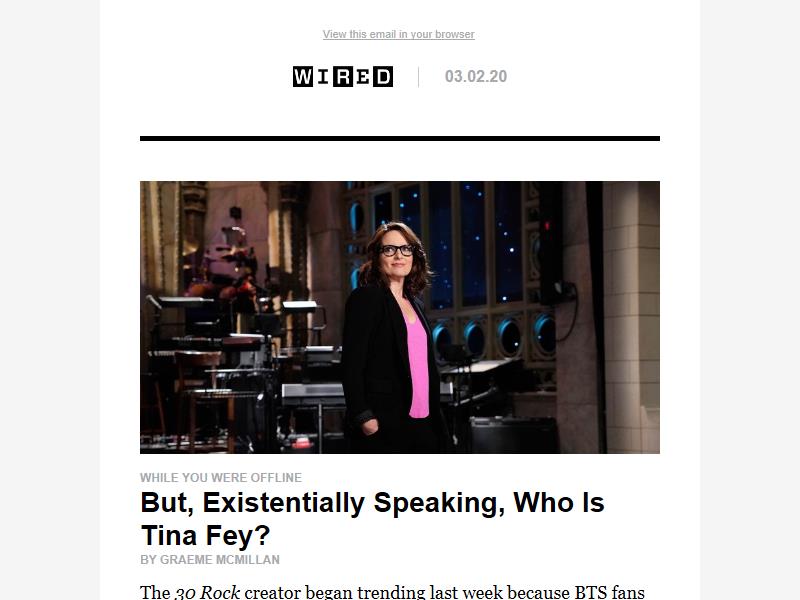 View this email in your browser
WIRED 03.02.20
WHILE YOU WERE OFFLINE
But, Existentially Speaking, Who Is
Tina Fey?
BY GRAEME MCMILLAN
The 30 Rock creator began trending last week because BTS fans